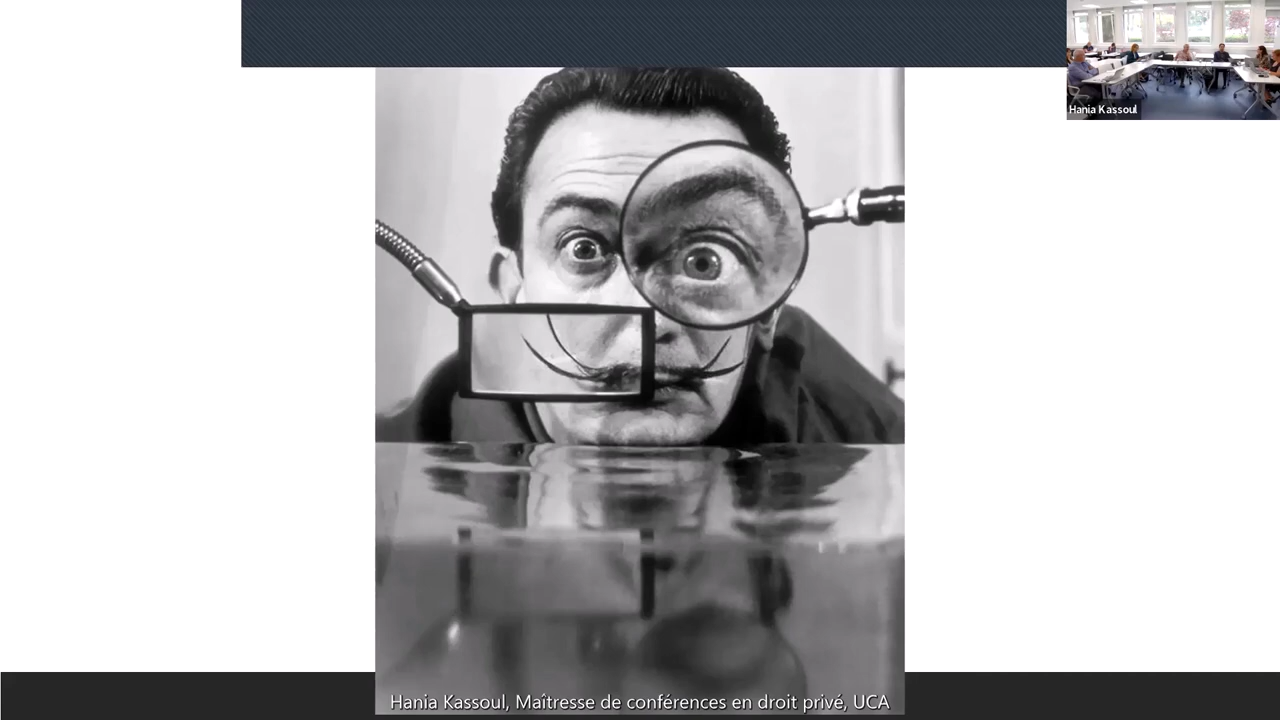 Hania Kassoul
Hania Kassoul, Maîtresse de conférences en droit privé, UCA